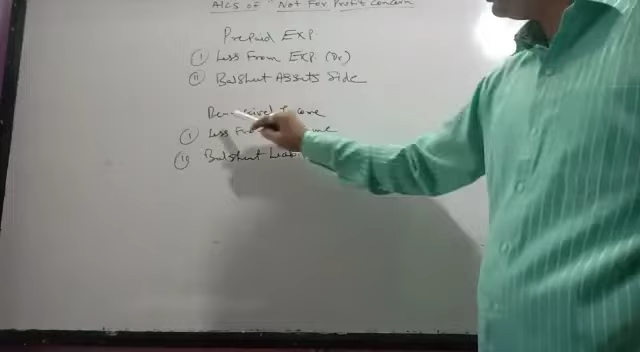 A/CS OF " Not For Profit Concern
Prepaid EXP.
(I) Less From EXP. (Dr)
(II) Balsheet Assets Side
(I) Less
(II) Balsheet